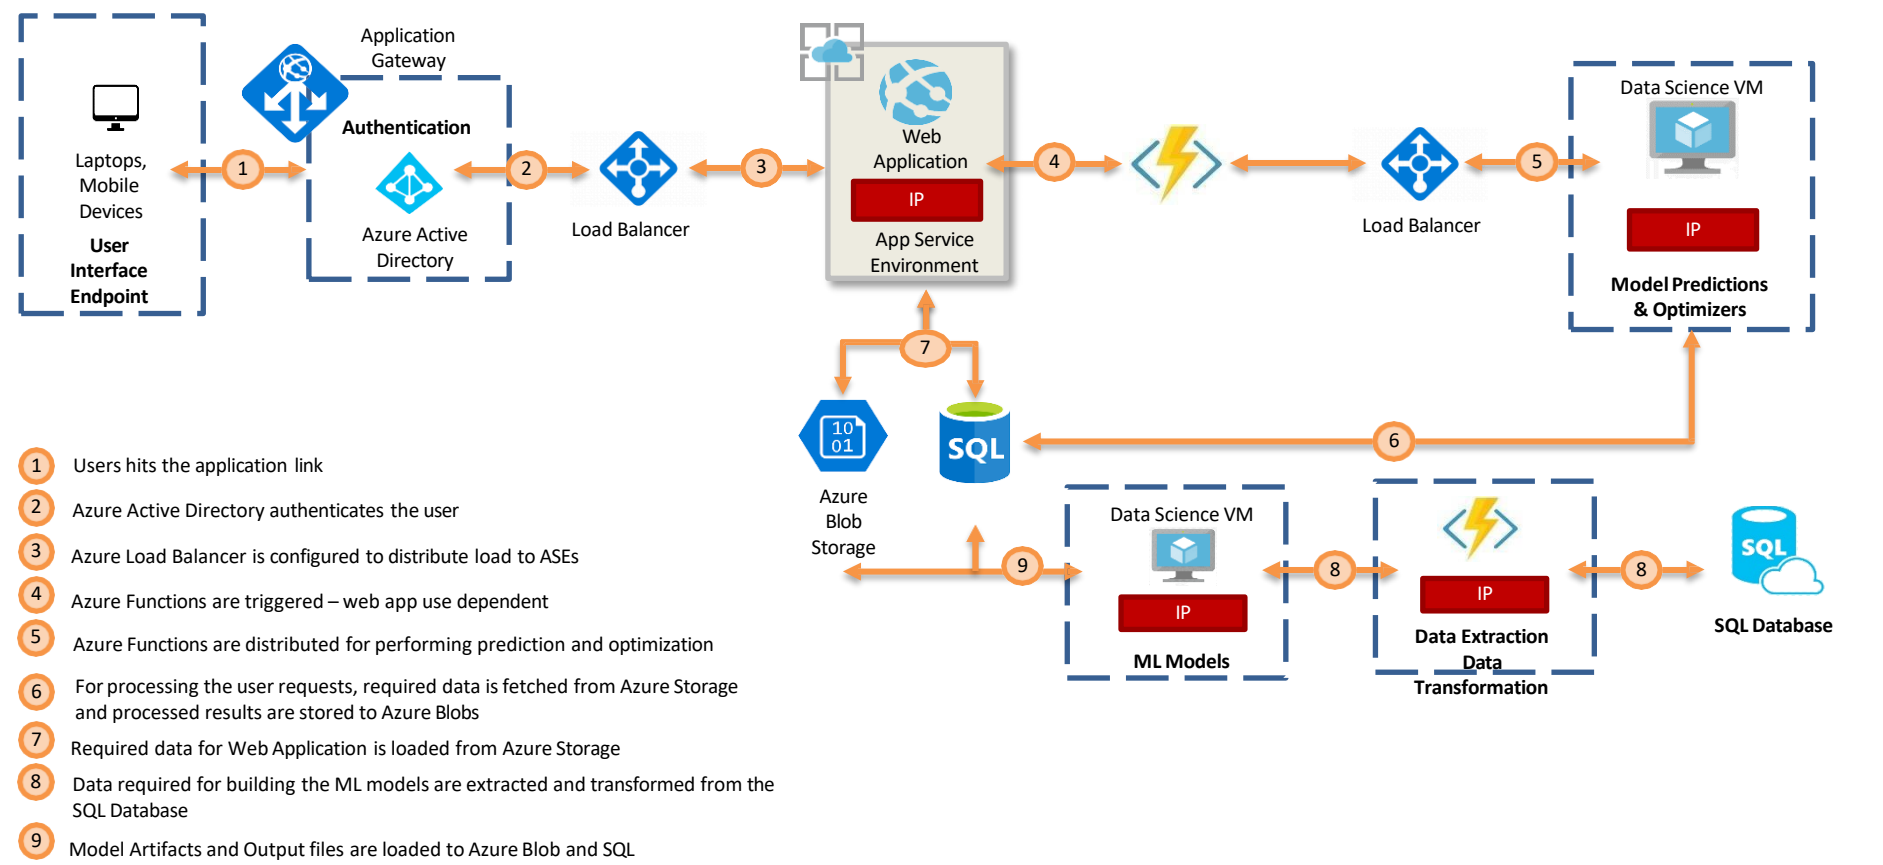 Laptops,
Mobile
Devices
User
Interface
Endpoint
1
Application
Gateway
Authentication
Azure Active
Directory
2
Load Balancer
3
Web
Application
IP
App Service
Environment
4
Load Balancer
5
Data Science VM
IP
Model Predictions
& Optimizers
7
10
01
Azure
Blob
Storage
SQL
6
9
Data Science VM
IP
ML Models
8
IP
Data Extraction
Data
Transformation
8
SQL
SQL Database
1 Users hits the application link
2 Azure Active Directory authenticates the user
3 Azure Load Balancer is configured to distribute load to ASEs
4 Azure Functions are triggered – web app use dependent
5 Azure Functions are distributed for performing prediction and optimization
6 For processing the user requests, required data is fetched from Azure Storage
and processed results are stored to Azure Blobs
7 Required data for Web Application is loaded from Azure Storage
8 Data required for building the ML models are extracted and transformed from the
SQL Database
9 Model Artifacts and Output files are loaded to Azure Blob and SQL